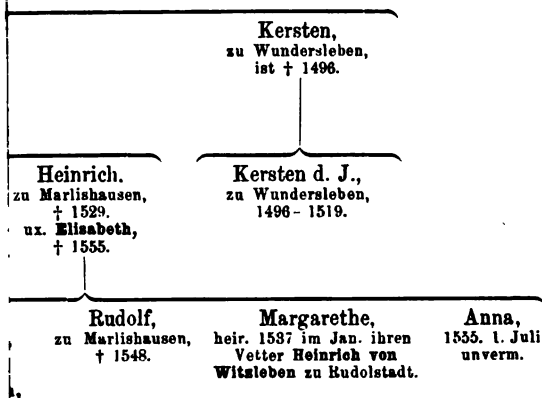 Kersten,
zu Wundersleben,
ist † 1496.
Heinrich.
zu Marlishausen,
† 1529.
ux. Elisabeth,
† 1555.
Kersten d. J.,
zu Wundersleben,
1496 - 1519.
Rudolf,
zu Marlishausen,
† 1548.
Margarethe,
heir. 1537 im Jan. ihren
Vetter Heinrich von
Witzleben zu Rudolstadt.
Anna,
1555. 1. Juli
unverm.